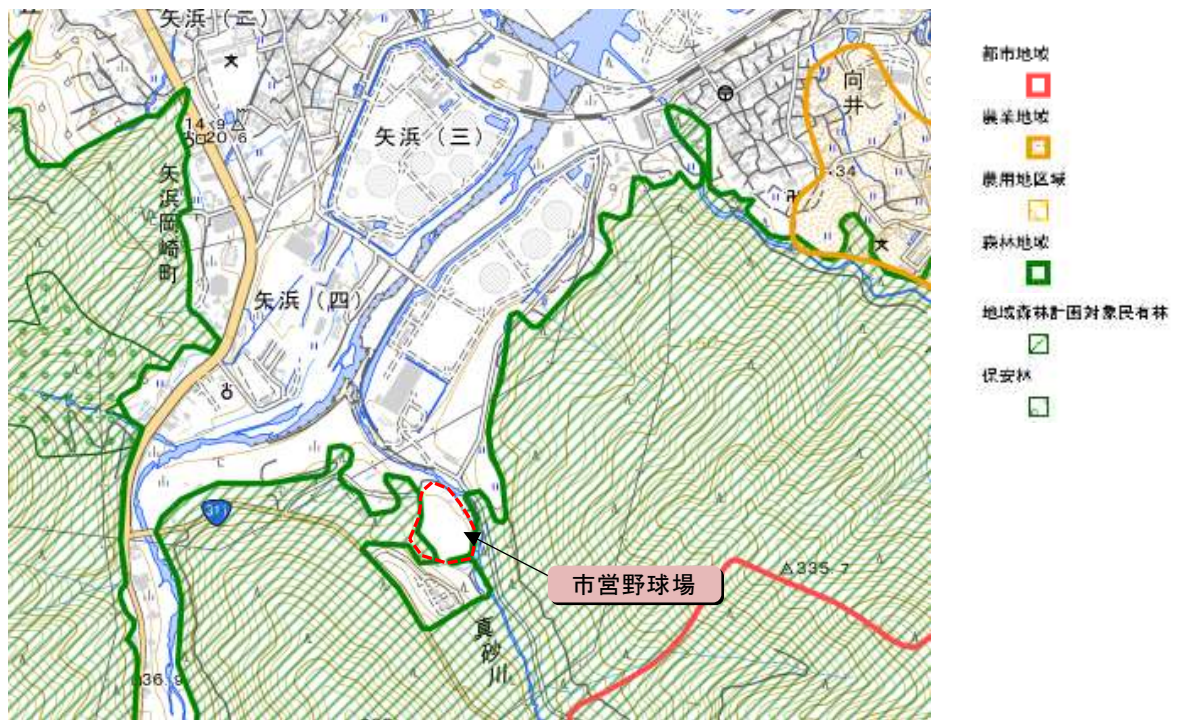 矢浜（二）
14.9
20.6
矢浜（三）
向井
34
矢浜岡崎町
9
矢浜（四）
311
市営野球場
335.7
真砂川
36.9
都市地域
農業地域
農用地区域
森林地域
地域森林計画対象民有林
保安林